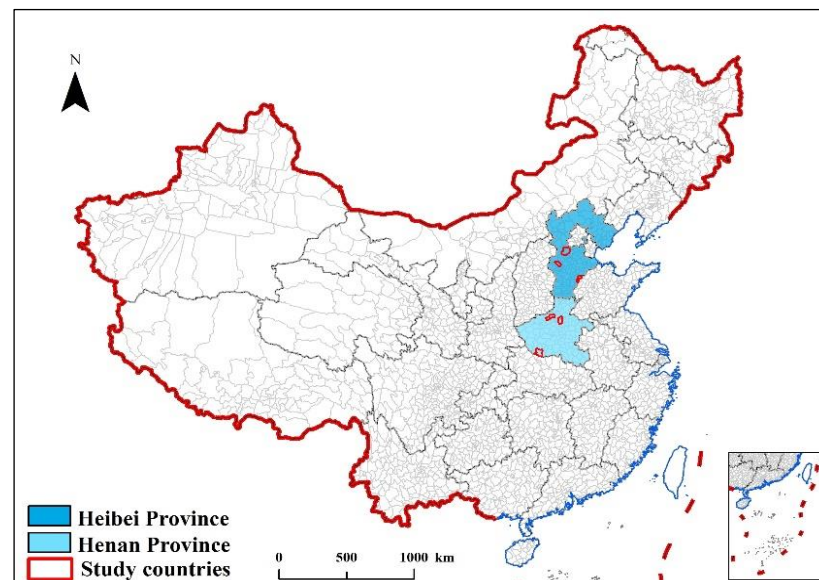 N
Heibei Province
Henan Province
Study countries
0 500 1000 km